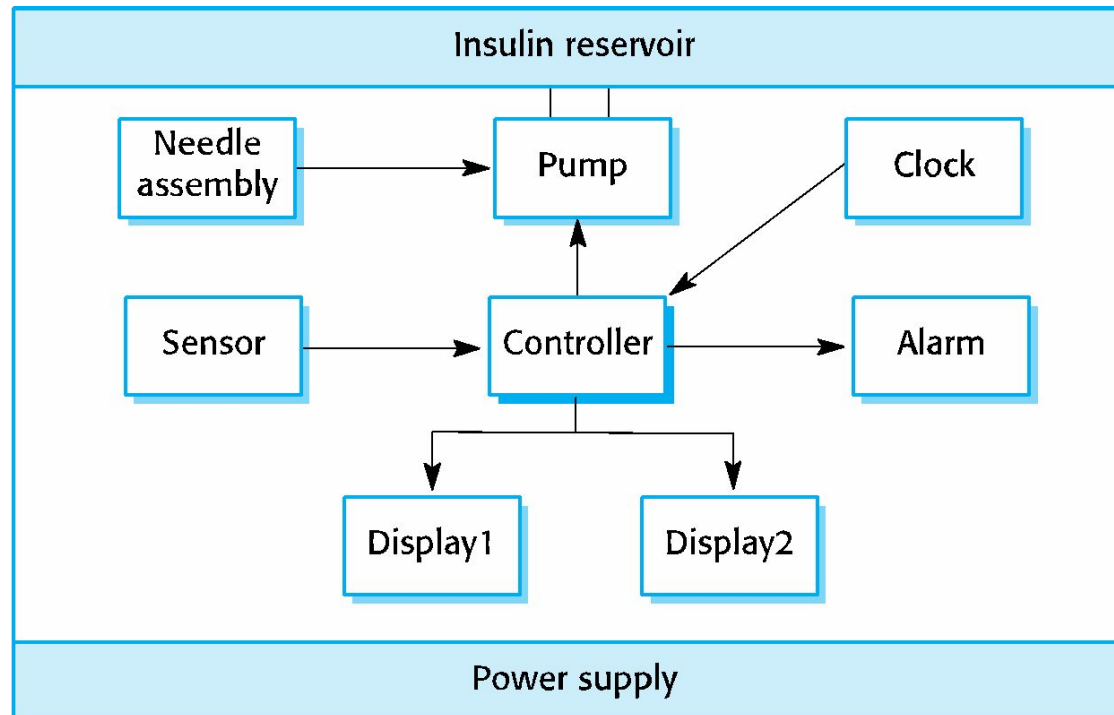 Insulin reservoir
Needle
assembly
Pump
Clock
Sensor
Controller
Alarm
Display1
Display2
Power supply